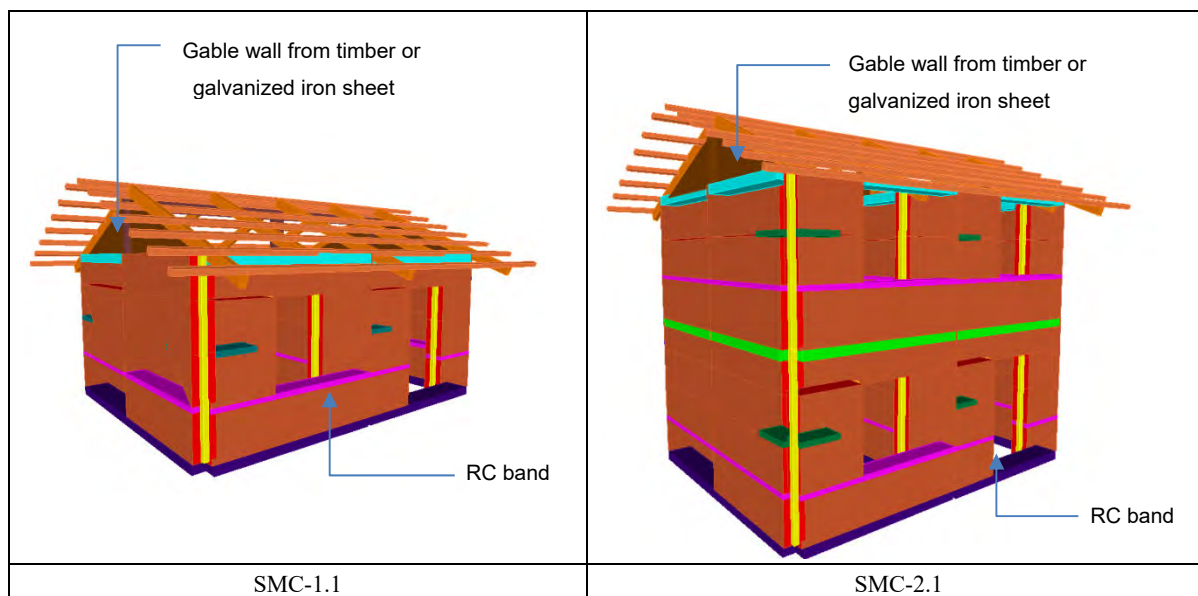 Gable wall from timber or
galvanized iron sheet
RC band
SMC-1.1
Gable wall from timber or
galvanized iron sheet
RC band
SMC-2.1